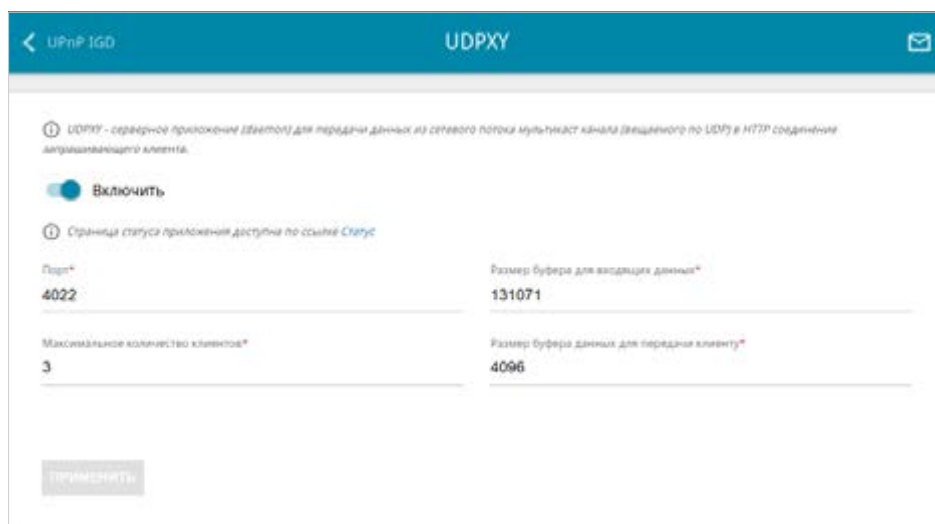 UPnP IGD
UDPXY
UDPXY - серверное приложение (daemon) для передачи данных из сетевого потока мультикаст канала (вещаемого по UDP) в HTTP соединение
запрашивающего клиента.
Включить
Страница статуса приложения доступна по ссылке Статус
Порт*
4022
Размер буфера для входящих данных*
131071
Максимальное количество клиентов*
3
Размер буфера данных для передачи клиенту*
4096
ПРИМЕНИТЬ